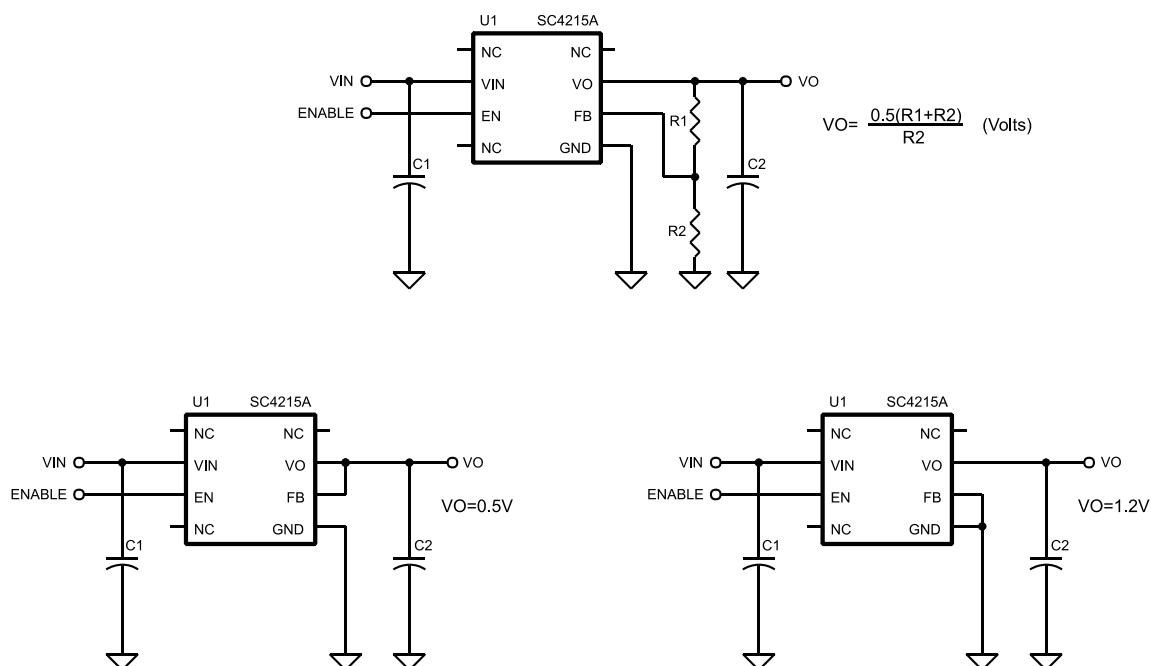 U1 SC4215A
NC NC
VIN VIN VO VO
ENABLE EN FB R1
NC GND
C1 C2
R2
VO= 0.5(R1+R2) (Volts)
R2
U1 SC4215A
NC NC
VIN VIN VO VO
ENABLE EN FB
VO=0.5V
NC GND
C1 C2
U1 SC4215A
NC NC
VIN VIN VO VO
ENABLE EN FB
VO=1.2V
NC GND
C1 C2